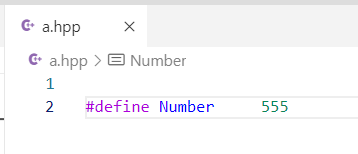 a.hpp
a.hpp > Number
1
2 #define Number 555